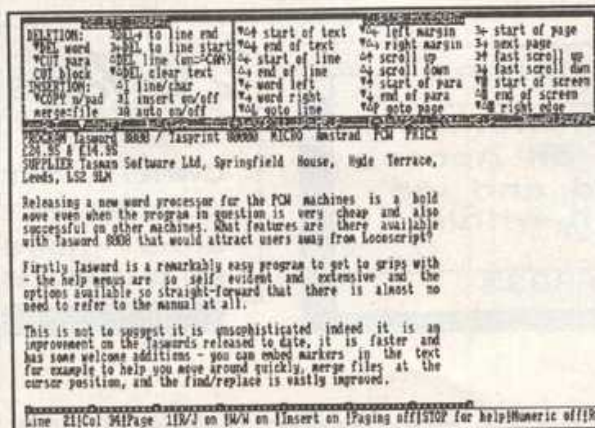 DELETION: DEL→ to line end start of text left margin start of page
DEL word DEL to line start end of text right margin next page
CUT para DEL line (un=CAN) start of line scroll up fast scroll up
CUT block DEL clear text end of line scroll down fast scroll down
INSERTION: line/char word left start of para start of screen
COPY n/pad insert on/off word right end of para end of screen
merge:file auto on/off goto line goto page right edge
PROGRAM Tasword 8000 / Tasprint 8000 MICRO Amstrad PCW PRICE
£20.95 & £14.95
SUPPLIER Tasman Software Ltd, Springfield House, Hyde Terrace,
Leeds, LS2 9LN
Releasing a new word processor for the PCW machines is a bold
move even when the program in question is very cheap and also
successful on other machines. What features are there available
with Tasword 8000 that would attract users away from Locoscript?
Firstly Tasword is a remarkably easy program to get to grips with
- the help menus are so self evident and extensive and the
options available so straight-forward that there is almost no
need to refer to the manual at all.
This is not to suggest it is unsophisticated indeed it is an
improvement on the Taswords released to date, it is faster and
has some welcome additions - you can embed markers in the text
for example to help you move around quickly, merge files at the
cursor position, and the find/replace is vastly improved.
Line 21|Col 34|Page 1|R/J on |W/W on |Insert on |Paging off|STOP for help|Numeric off|R